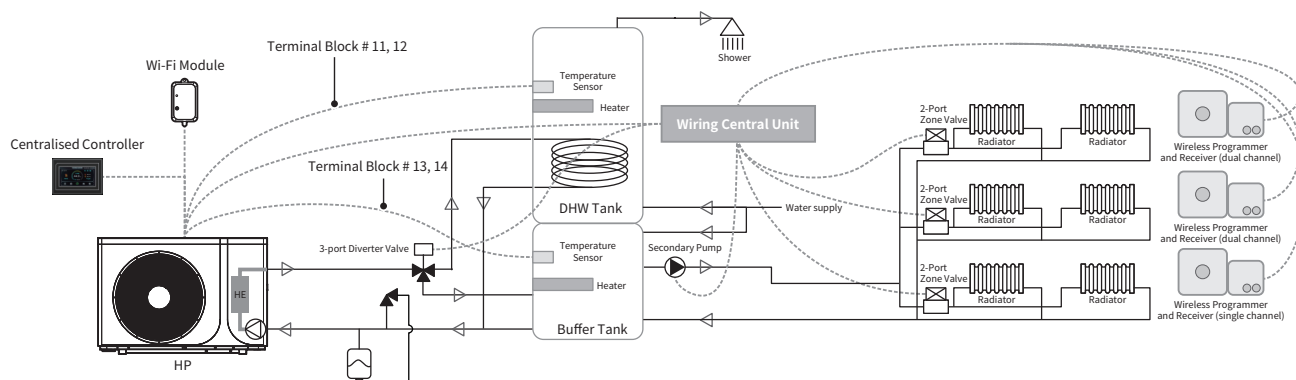 Terminal Block # 11, 12
Shower
Wi-Fi Module
Temperature
Sensor
Heater
Wiring Central Unit
2-Port
Zone Valve
Radiator
Radiator
Wireless Programmer
and Receiver (dual channel)
Centralised Controller
Terminal Block # 13, 14
DHW Tank
Water supply
2-Port
Zone Valve
Radiator
Radiator
Wireless Programmer
and Receiver (dual channel)
3-port Diverter Valve
Temperature
Sensor
Secondary Pump
Heater
HE
Buffer Tank
2-Port
Zone Valve
Radiator
Radiator
Wireless Programmer
and Receiver (single channel)
HP